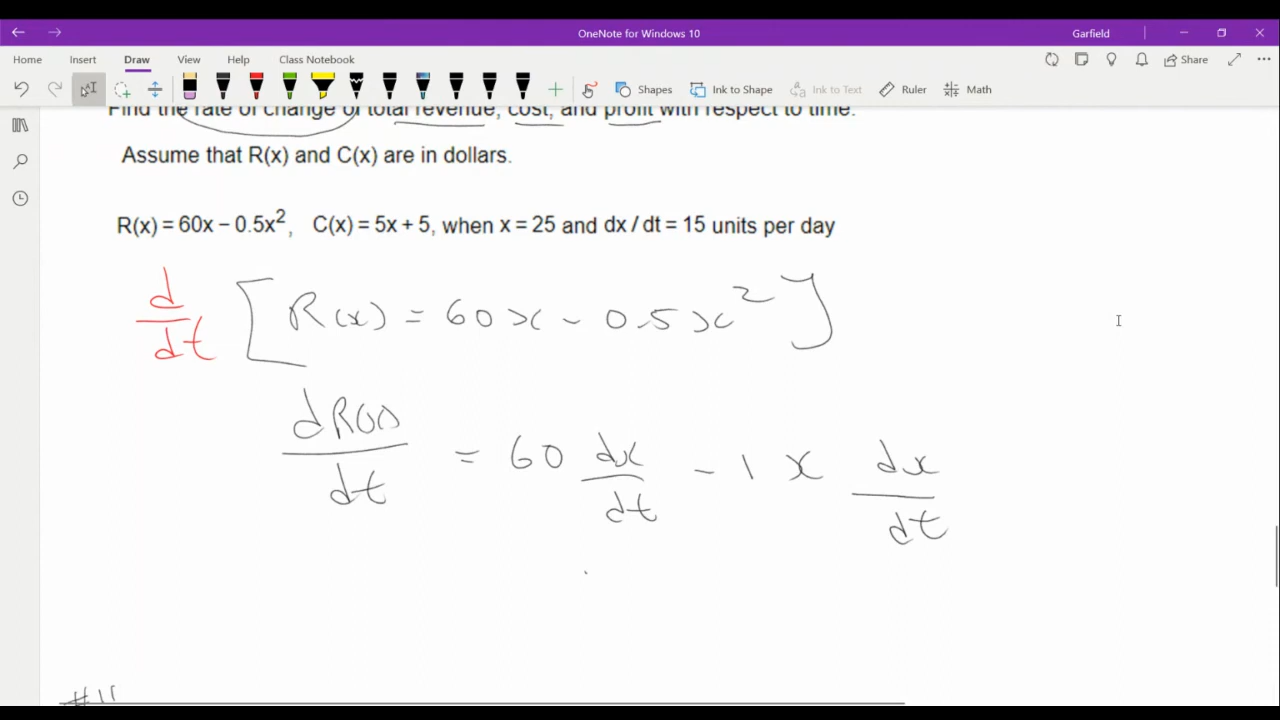 OneNote for Windows 10
Garfield
Home Insert Draw View Help Class Notebook
Share
Shapes Ink to Shape Ink to Text Ruler Math
Find the rate of change of total revenue, cost, and profit with respect to time.
Assume that R(x) and C(x) are in dollars.
R(x) = 60x − 0.5x², C(x) = 5x + 5, when x = 25 and dx / dt = 15 units per day
d/dt [R(x) = 60x - 0.5x²]
dR(x)/dt = 60 dx/dt - 1x dx/dt
#11